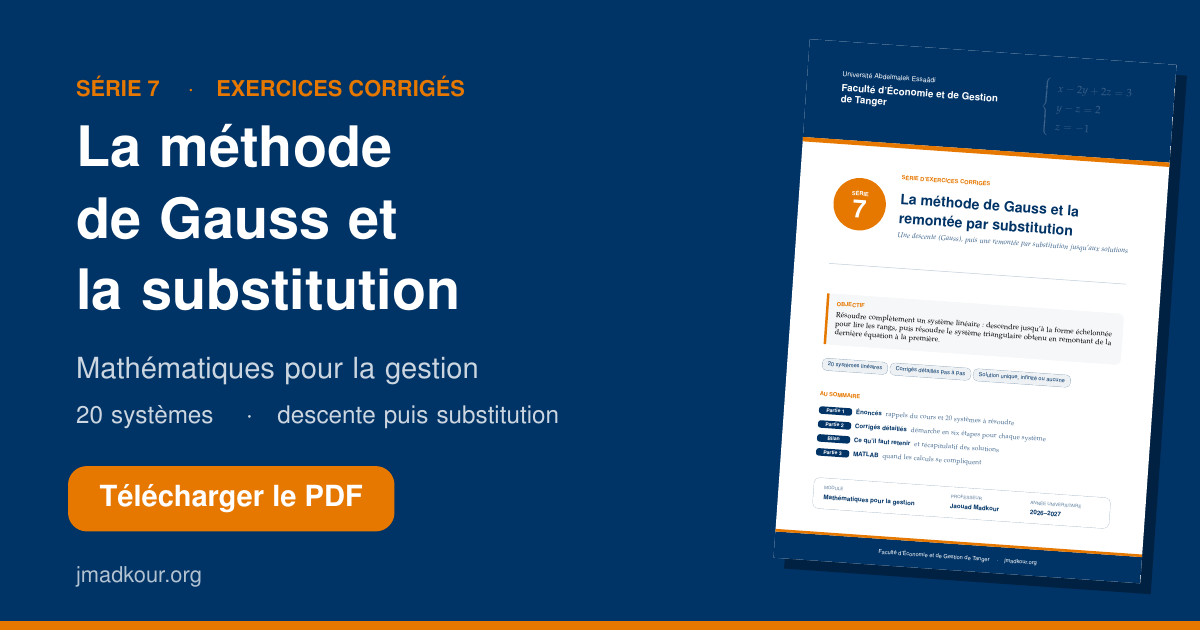 SÉRIE 7 · EXERCICES CORRIGÉS
La méthode
de Gauss et
la substitution
Mathématiques pour la gestion
20 systèmes · descente puis substitution
Télécharger le PDF
jmadkour.org
Université Abdelmalek Essaâdi
Faculté d'Économie et de Gestion
de Tanger
x − 2y + 2z = 3
y − z = 2
z = −1
SÉRIE
7
SÉRIE D'EXERCICES CORRIGÉS
La méthode de Gauss et la
remontée par substitution
Une descente (Gauss), puis une remontée par substitution jusqu'aux solutions
OBJECTIF
Résoudre complètement un système linéaire : descendre jusqu'à la forme échelonnée
pour lire les rangs, puis résoudre le système triangulaire obtenu en remontant de la
dernière équation à la première.
20 systèmes linéaires
Corrigés détaillés pas à pas
Solution unique, infinité ou aucune
AU SOMMAIRE
Partie 1 Énoncés rappels du cours et 20 systèmes à résoudre
Partie 2 Corrigés détaillés démarche en six étapes pour chaque système
Bilan Ce qu'il faut retenir et récapitulatif des solutions
Partie 3 MATLAB quand les calculs se compliquent
MODULE
Mathématiques pour la gestion
PROFESSEUR
Jaouad Madkour
ANNÉE UNIVERSITAIRE
2026–2027
Faculté d'Économie et de Gestion de Tanger · jmadkour.org